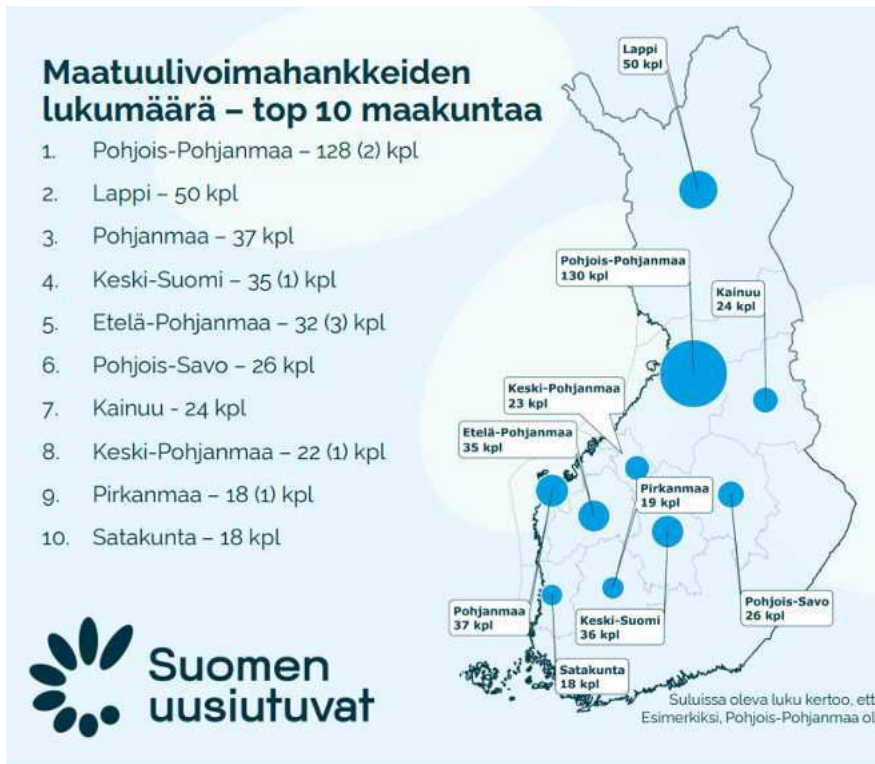 Maatuulivoimahankkeiden
lukumäärä – top 10 maakuntaa
1. Pohjois-Pohjanmaa – 128 (2) kpl
2. Lappi – 50 kpl
3. Pohjanmaa – 37 kpl
4. Keski-Suomi – 35 (1) kpl
5. Etelä-Pohjanmaa – 32 (3) kpl
6. Pohjois-Savo – 26 kpl
7. Kainuu - 24 kpl
8. Keski-Pohjanmaa – 22 (1) kpl
9. Pirkanmaa – 18 (1) kpl
10. Satakunta – 18 kpl
Lappi
50 kpl
Pohjois-Pohjanmaa
130 kpl
Kainuu
24 kpl
Keski-Pohjanmaa
23 kpl
Etelä-Pohjanmaa
35 kpl
Pirkanmaa
19 kpl
Pohjanmaa
37 kpl
Keski-Suomi
36 kpl
Pohjois-Savo
26 kpl
Satakunta
18 kpl
Suomen
uusiutuvat
Suluissa oleva luku kertoo, ett
Esimerkiksi, Pohjois-Pohjanmaa ol